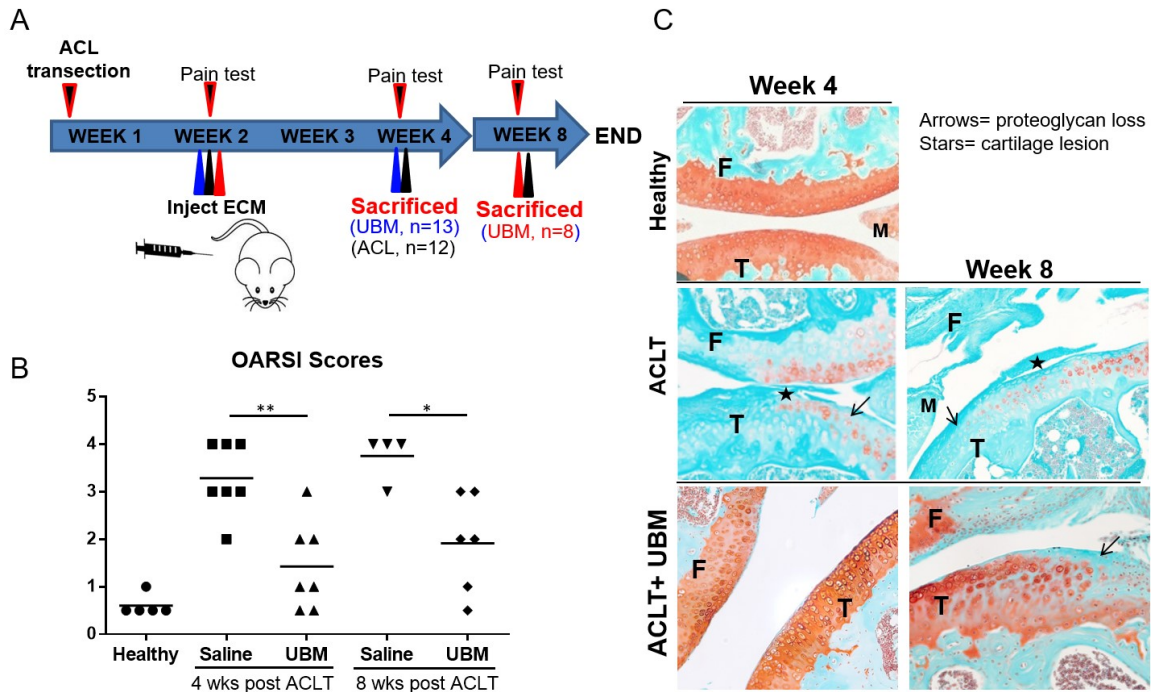 A
ACL
transection
Pain test
Pain test
Pain test
WEEK 1
WEEK 2
WEEK 3
WEEK 4
WEEK 8
END
Inject ECM
Sacrificed
(UBM, n=13)
(ACL, n=12)
Sacrificed
(UBM, n=8)
B
OARSI Scores
5
4
3
2
1
0
**
*
Healthy
Saline
UBM
Saline
UBM
4 wks post ACLT
8 wks post ACLT
C
Week 4
Arrows= proteoglycan loss
Stars= cartilage lesion
Healthy
F
M
T
Week 8
ACLT
F
T
F
M
T
ACLT+ UBM
F
T
F
T